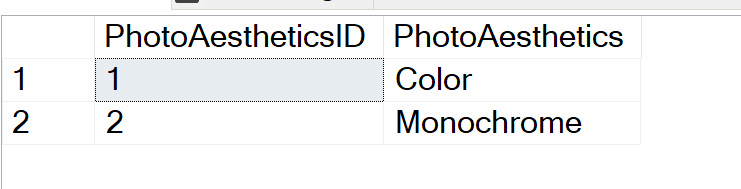 PhotoAestheticsID PhotoAesthetics
1 1 Color
2 2 Monochrome